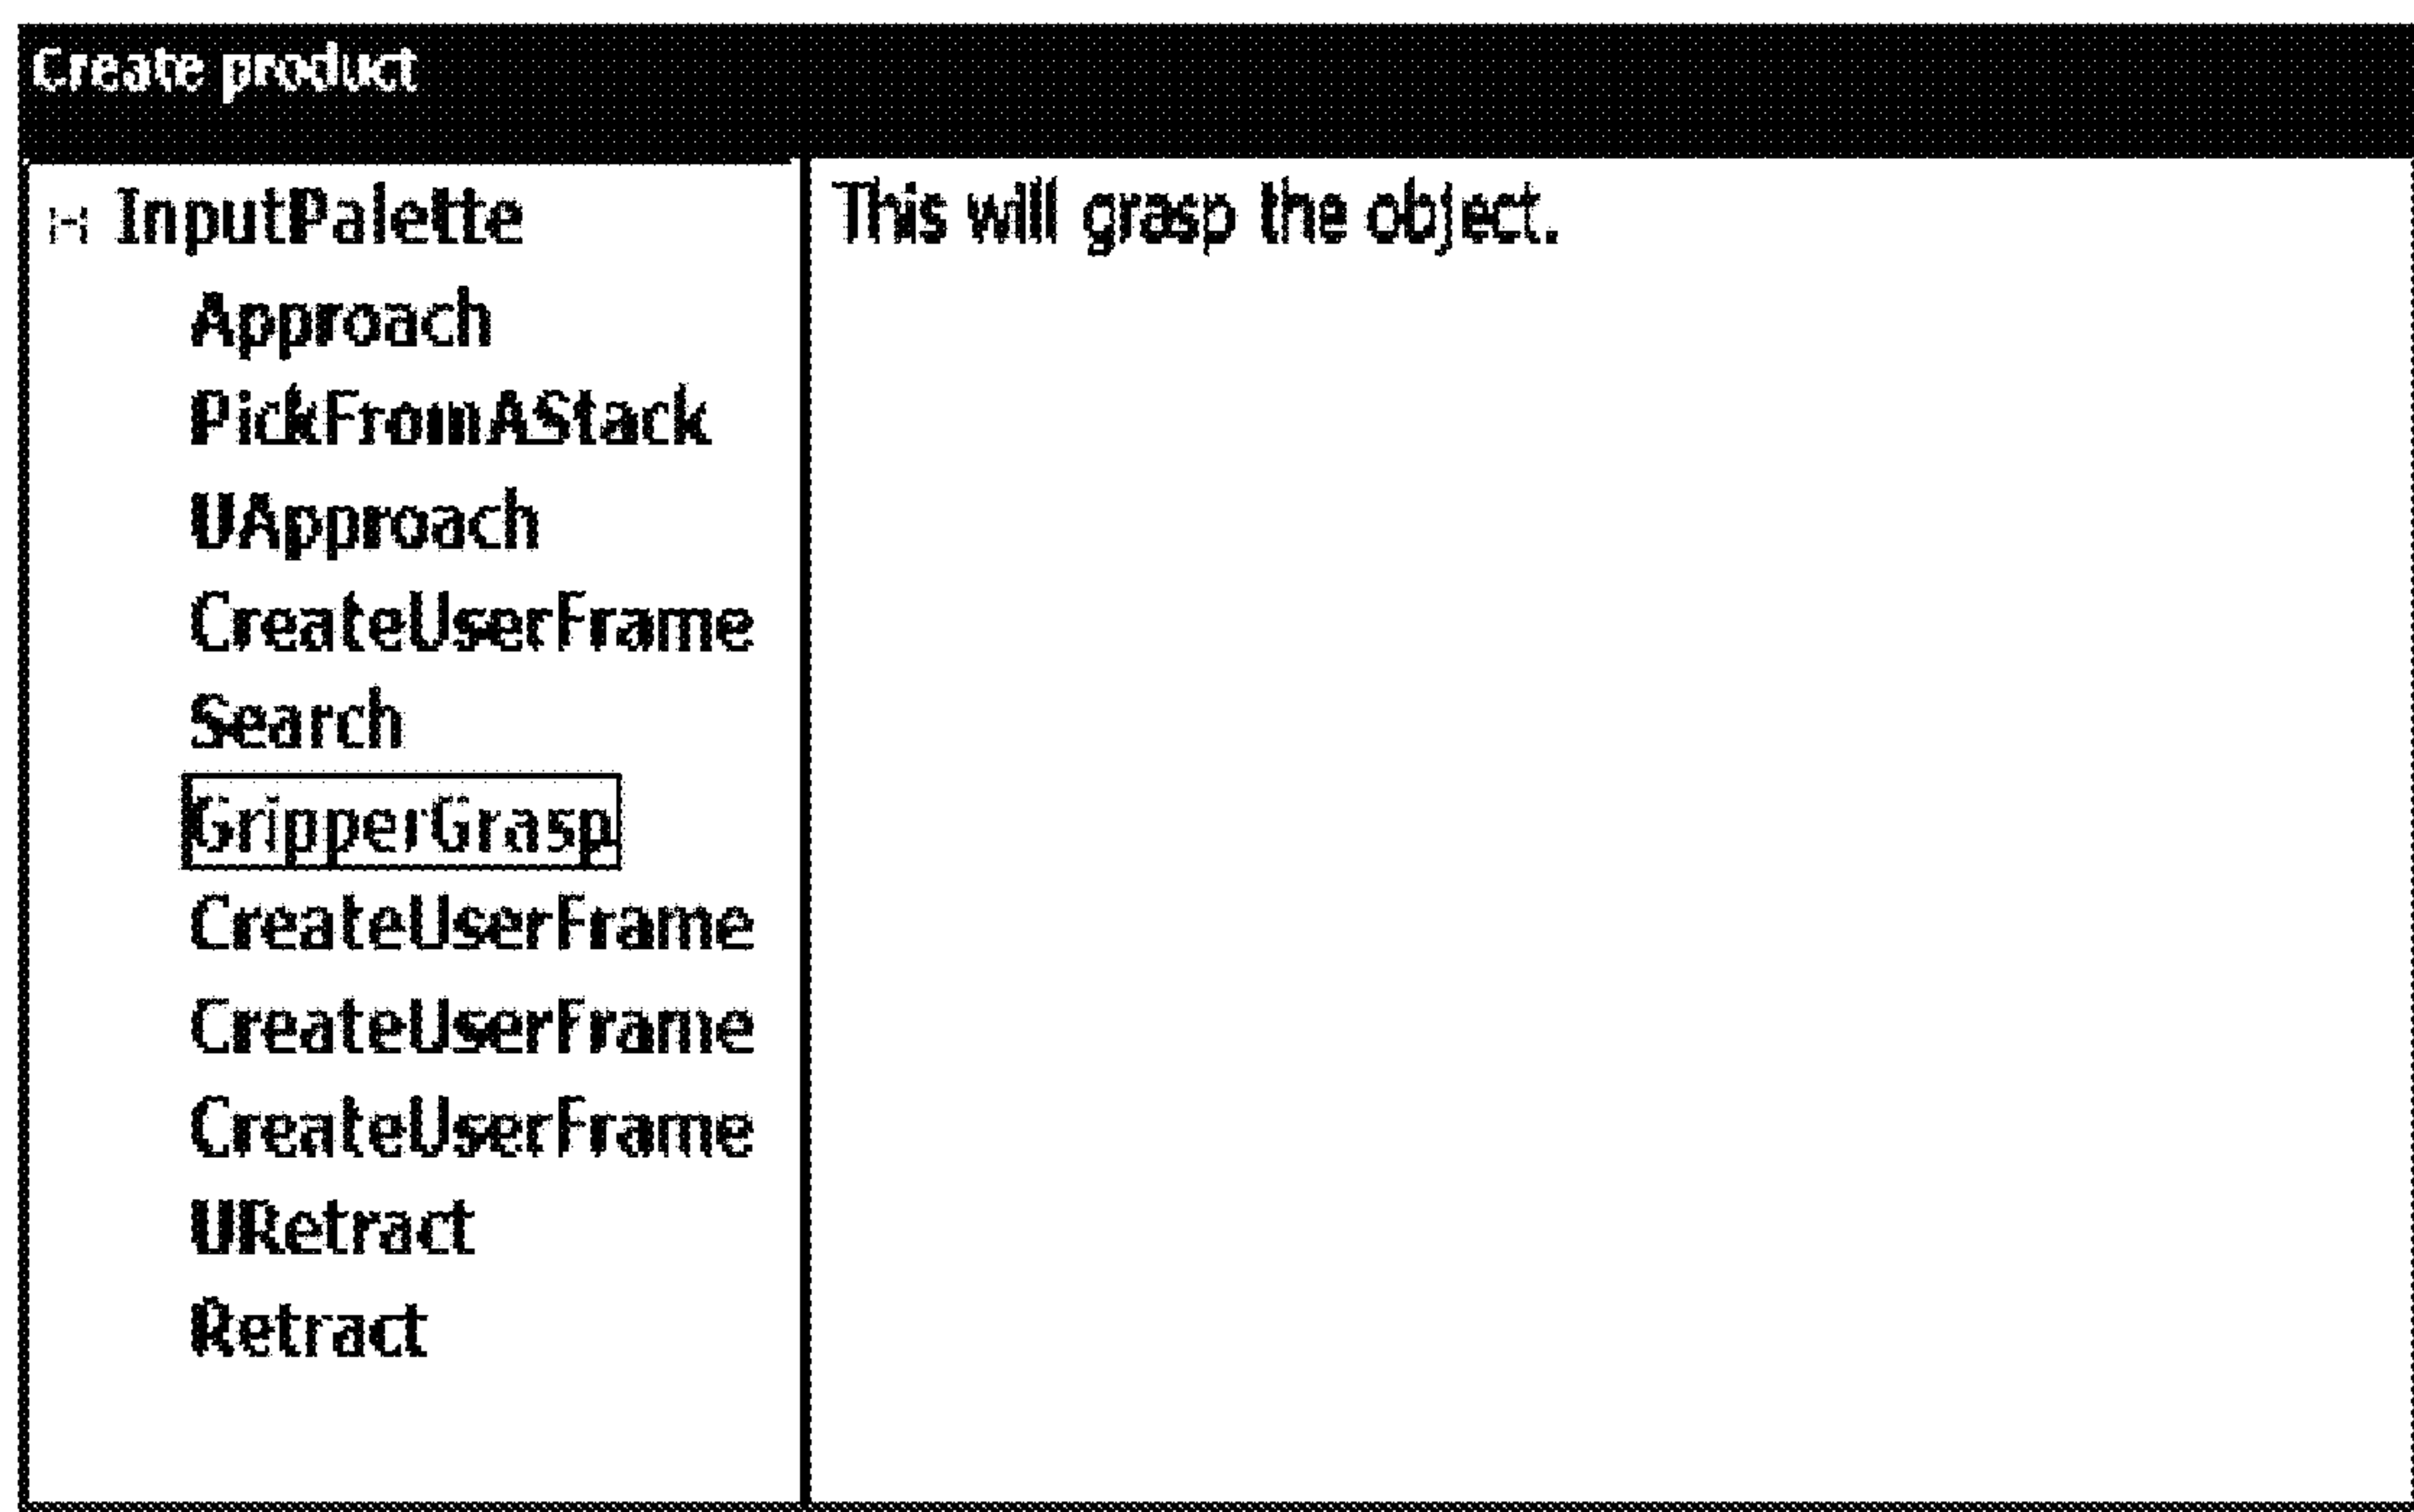 Create product
InputPalette
Approach
PickFromAStack
UApproach
CreateUserFrame
Search
GripperGrasp
CreateUserFrame
CreateUserFrame
CreateUserFrame
URetract
Retract
This will grasp the object.